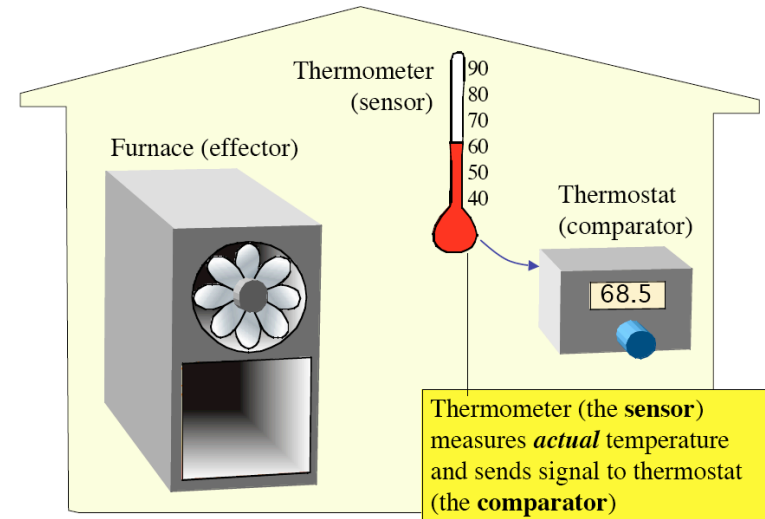 Thermometer
(sensor)
90
80
70
60
50
40
Furnace (effector)
Thermostat
(comparator)
68.5
Thermometer (the sensor)
measures actual temperature
and sends signal to thermostat
(the comparator)